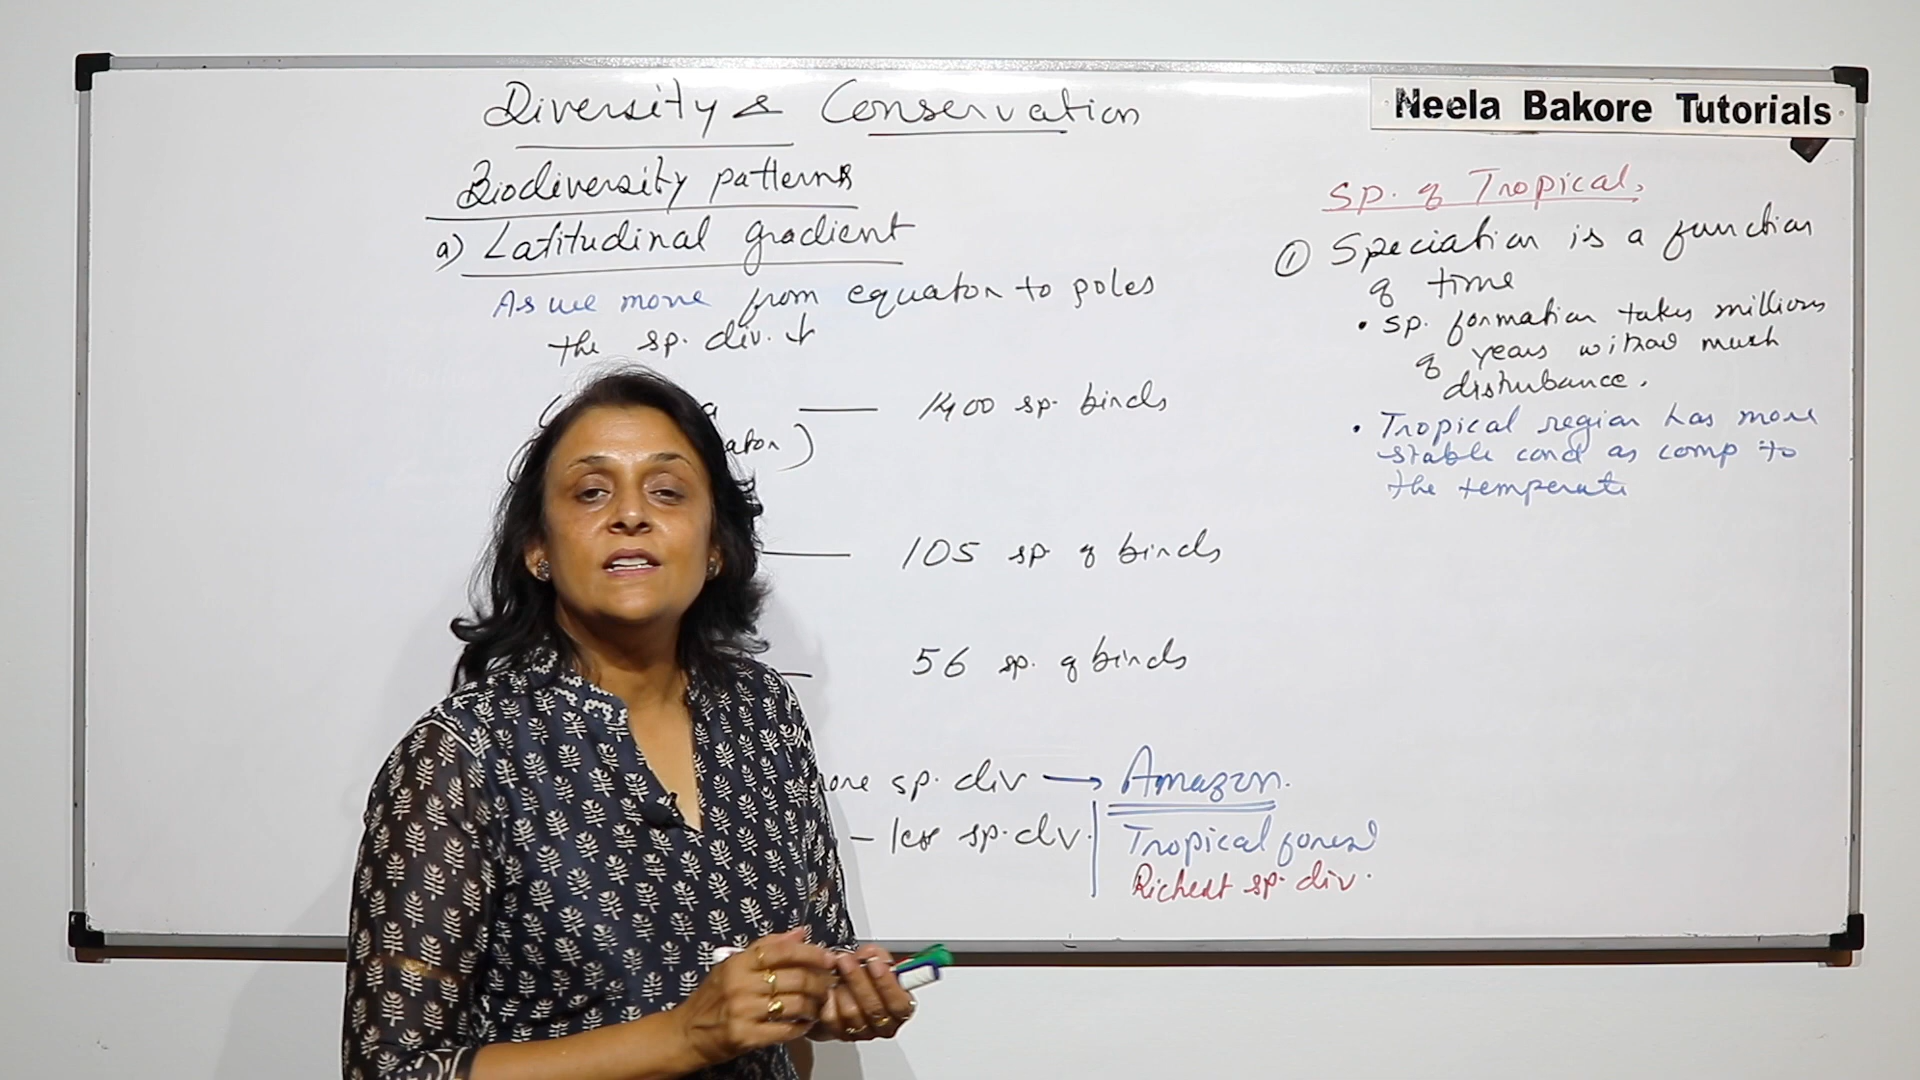 Diversity & Conservation
Neela Bakore Tutorials
Biodiversity patterns
a) Latitudinal gradient
As we move from equator to poles
the sp. div. ↓
1400 sp. birds
105 sp of birds
56 sp. of birds
sp. div → Amazon.
- less sp. div.
Tropical forest
Richest sp. div.
Sp. of Tropical.
① Speciation is a function
of time
• sp. formation takes millions
of years without much
disturbance.
• Tropical region has more
stable cond as comp to
the temperate